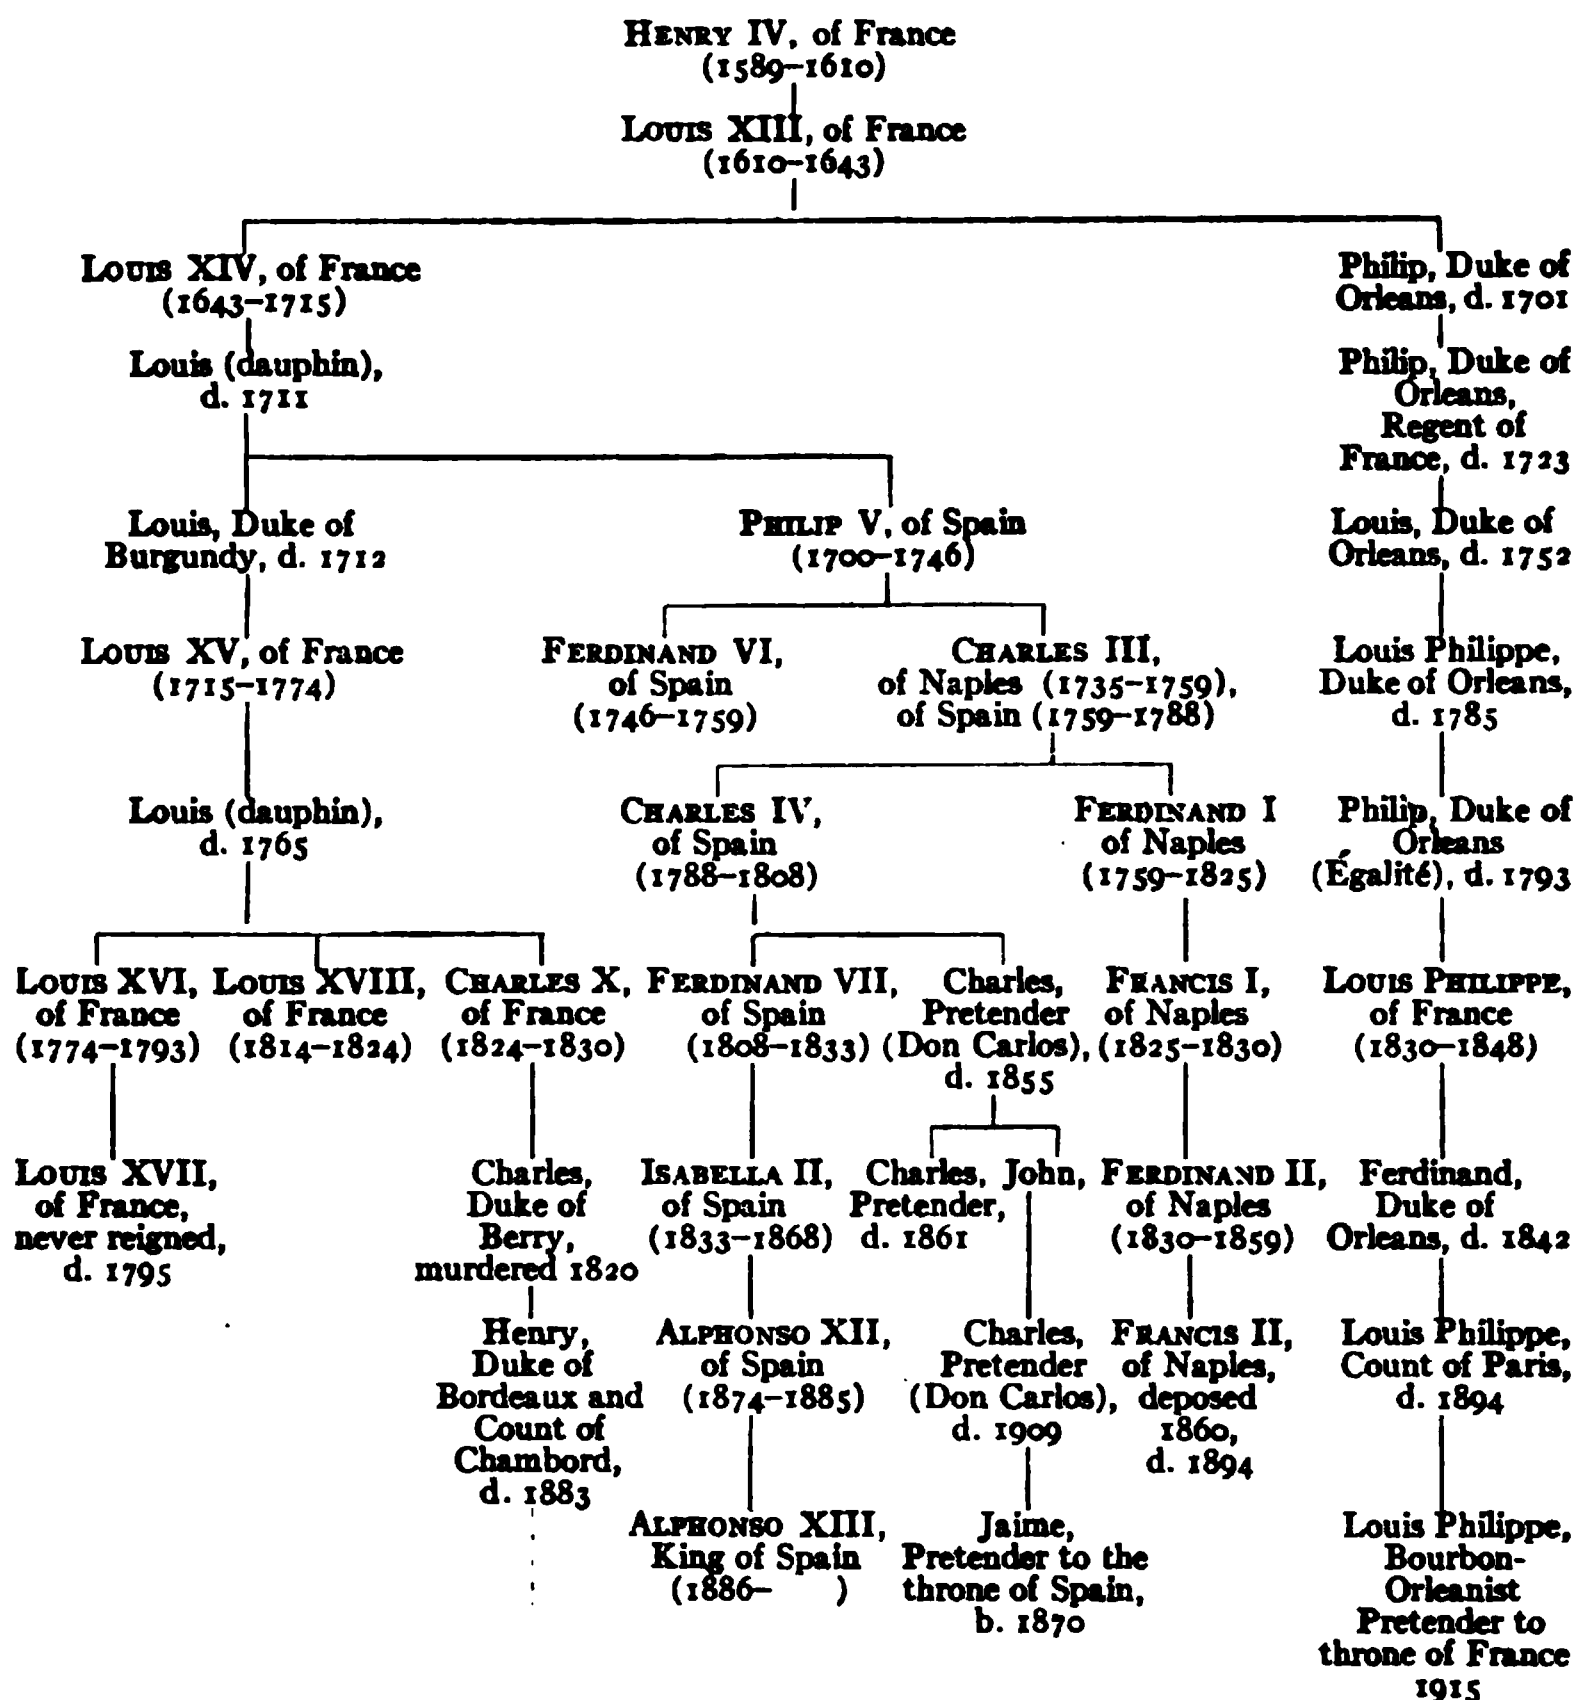 HENRY IV, of France
(1589–1610)
LOUIS XIII, of France
(1610–1643)
LOUIS XIV, of France
(1643–1715)
Philip, Duke of
Orleans, d. 1701
Louis (dauphin),
d. 1711
Philip, Duke of
Orleans,
Regent of
France, d. 1723
Louis, Duke of
Burgundy, d. 1712
PHILIP V, of Spain
(1700–1746)
Louis, Duke of
Orleans, d. 1752
LOUIS XV, of France
(1715–1774)
FERDINAND VI,
of Spain
(1746–1759)
CHARLES III,
of Naples (1735–1759),
of Spain (1759–1788)
Louis Philippe,
Duke of Orleans,
d. 1785
Louis (dauphin),
d. 1765
CHARLES IV,
of Spain
(1788–1808)
FERDINAND I
of Naples
(1759–1825)
Philip, Duke of
Orleans
(Égalité), d. 1793
LOUIS XVI,
of France
(1774–1793)
LOUIS XVIII,
of France
(1814–1824)
CHARLES X,
of France
(1824–1830)
FERDINAND VII,
of Spain
(1808–1833)
Charles,
Pretender
(Don Carlos),
d. 1855
FRANCIS I,
of Naples
(1825–1830)
LOUIS PHILIPPE,
of France
(1830–1848)
LOUIS XVII,
of France,
never reigned,
d. 1795
Charles,
Duke of
Berry,
murdered 1820
ISABELLA II,
of Spain
(1833–1868)
Charles,
Pretender,
d. 1861
John,
FERDINAND II,
of Naples
(1830–1859)
Ferdinand,
Duke of
Orleans, d. 1842
Henry,
Duke of
Bordeaux and
Count of
Chambord,
d. 1883
ALPHONSO XII,
of Spain
(1874–1885)
Charles,
Pretender
(Don Carlos),
d. 1909
FRANCIS II,
of Naples,
deposed
1860,
d. 1894
Louis Philippe,
Count of Paris,
d. 1894
ALPHONSO XIII,
King of Spain
(1886– )
Jaime,
Pretender to the
throne of Spain,
b. 1870
Louis Philippe,
Bourbon-
Orleanist
Pretender to
throne of France
1915